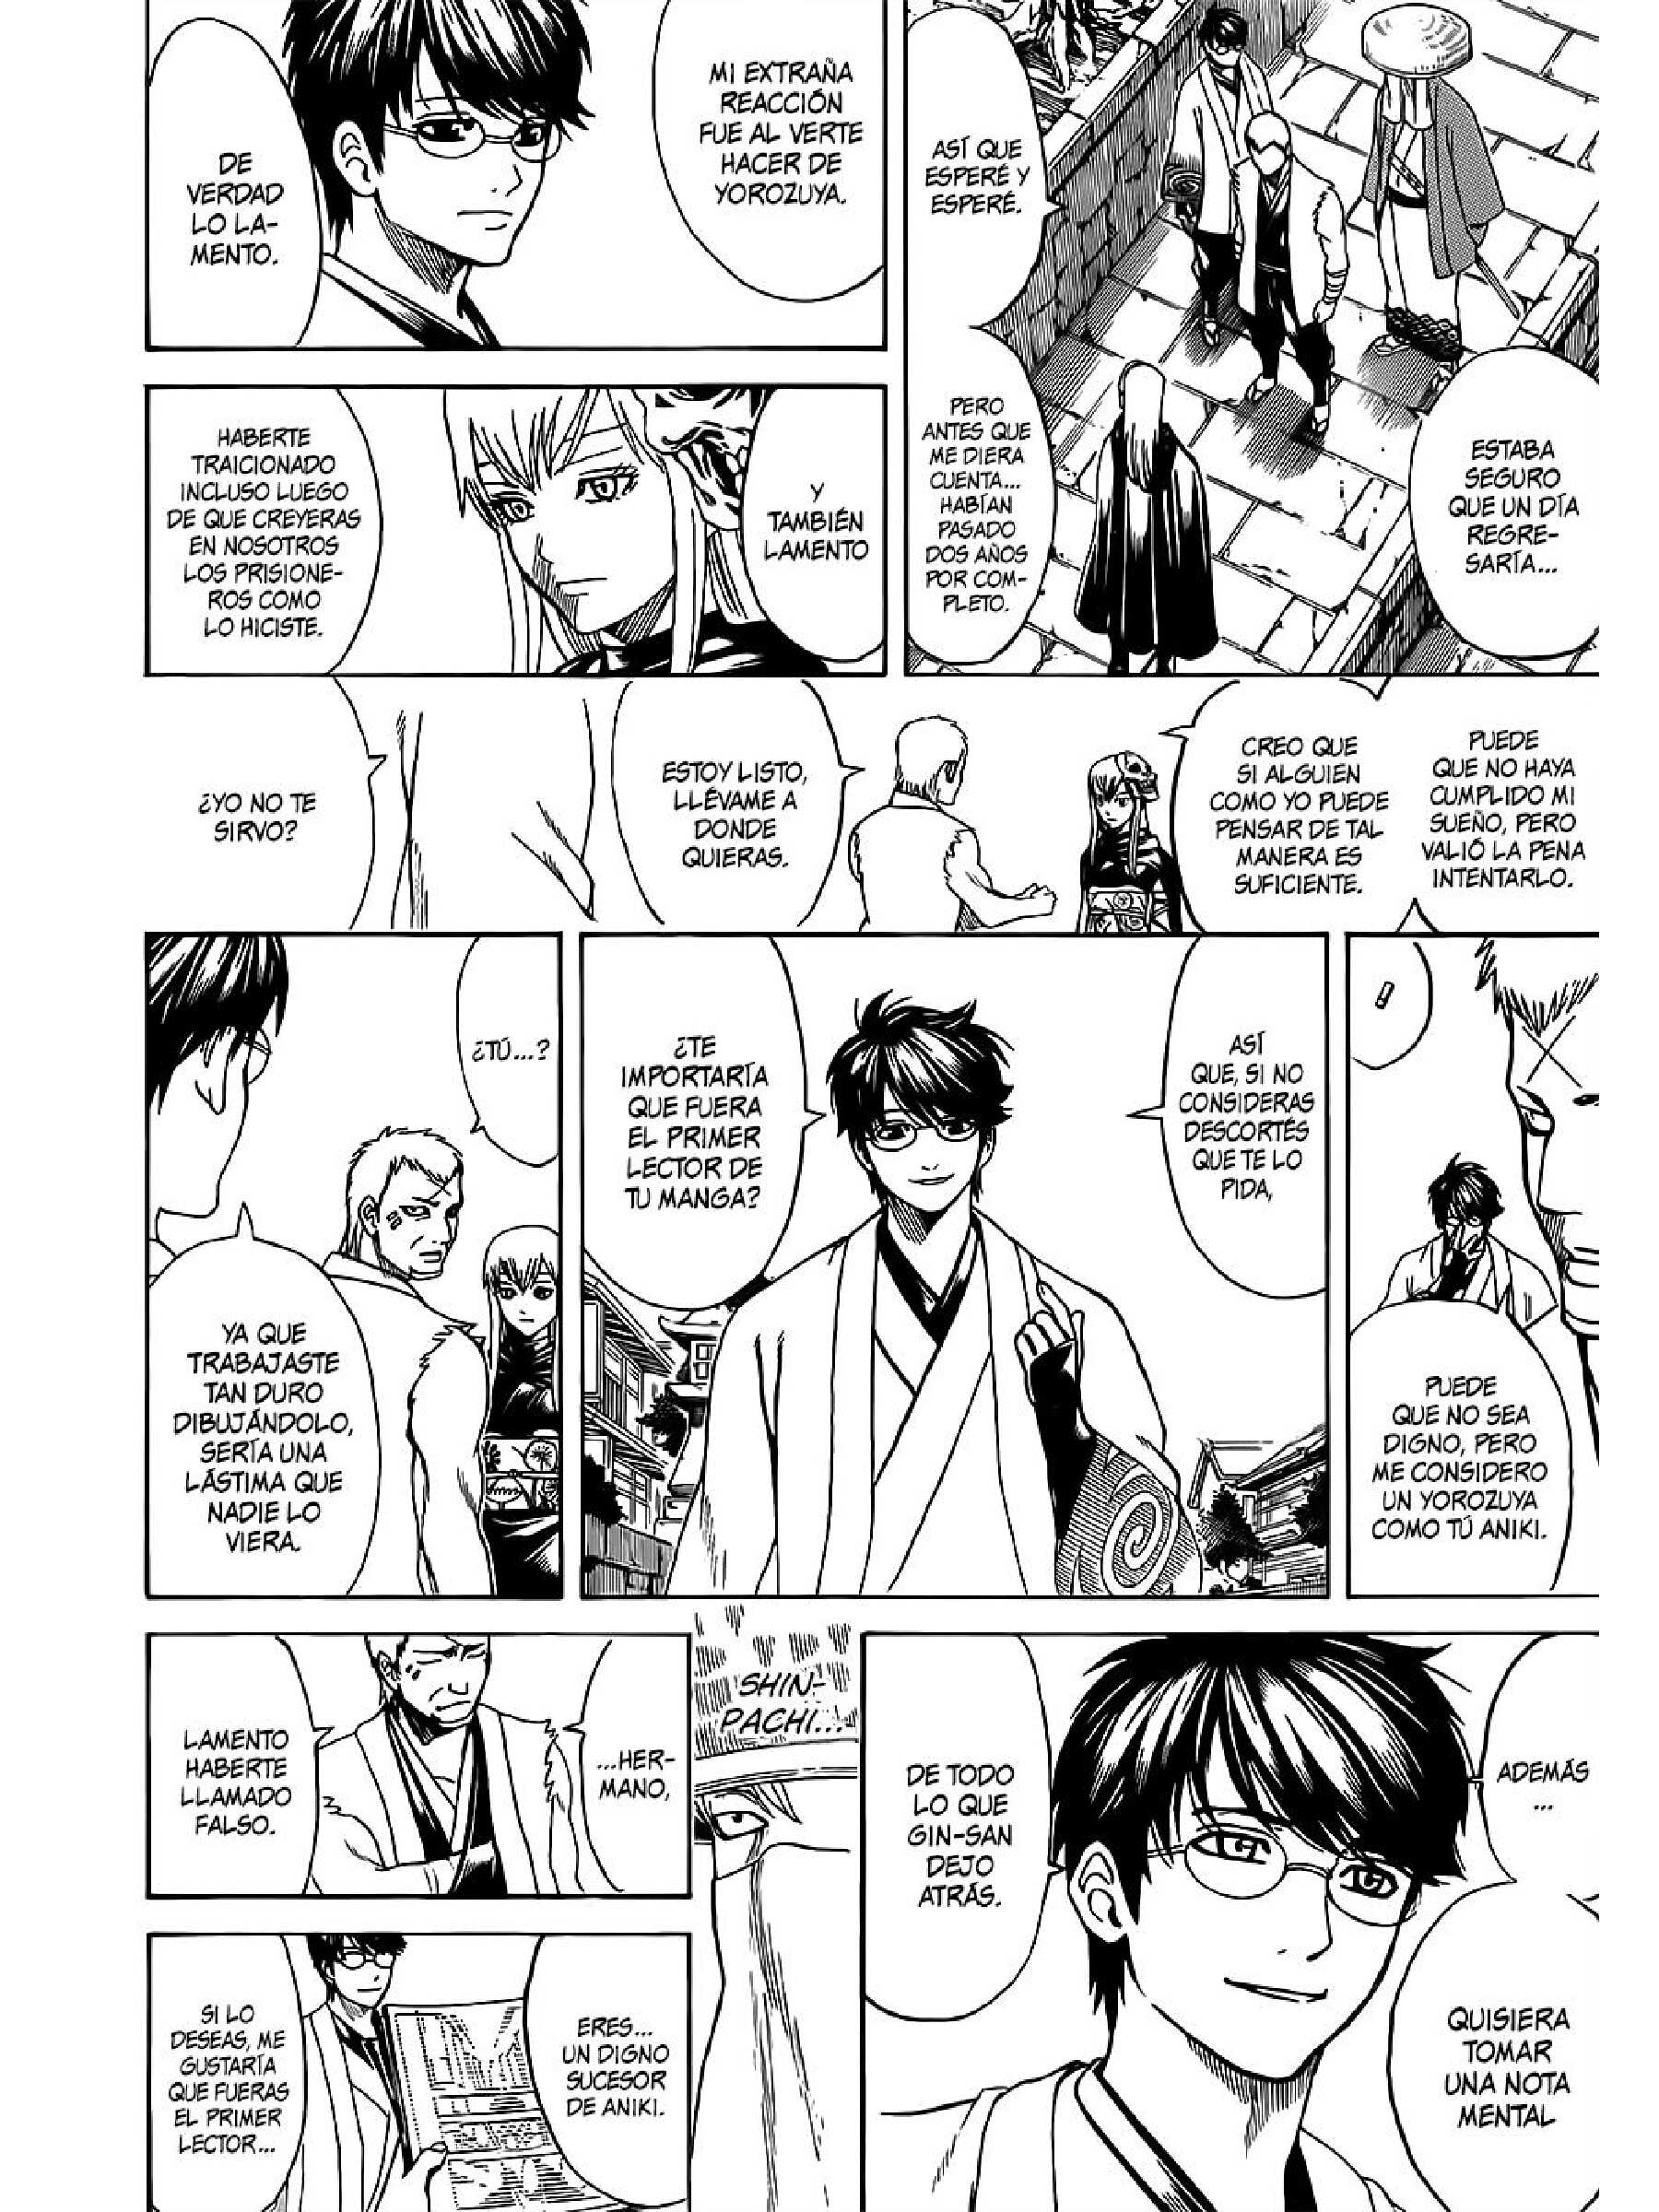 ESTABA
SEGURO
QUE UN DÍA
REGRE-
SARÍA...
ASÍ QUE
ESPERÉ Y
ESPERÉ.
PERO
ANTES QUE
ME DIERA
CUENTA...
HABÍAN
PASADO
DOS AÑOS
POR COM-
PLETO.
MI EXTRAÑA
REACCIÓN
FUE AL VERTE
HACER DE
YOROZUYA.
DE
VERDAD
LO LA-
MENTO.
Y
TAMBIÉN
LAMENTO
HABERTE
TRAICIONADO
INCLUSO LUEGO
DE QUE CREYERAS
EN NOSOTROS
LOS PRISIONE-
ROS COMO
LO HICISTE.
PUEDE
QUE NO HAYA
CUMPLIDO MI
SUEÑO, PERO
VALIÓ LA PENA
INTENTARLO.
CREO QUE
SI ALGUIEN
COMO YO PUEDE
PENSAR DE TAL
MANERA ES
SUFICIENTE.
ESTOY LISTO,
LLÉVAME A
DONDE
QUIERAS.
¿YO NO TE
SIRVO?
!
PUEDE
QUE NO SEA
DIGNO, PERO
ME CONSIDERO
UN YOROZUYA
COMO TÚ ANIKI.
ASÍ
QUE, SI NO
CONSIDERAS
DESCORTÉS
QUE TE LO
PIDA,
¿TE
IMPORTARÍA
QUE FUERA
EL PRIMER
LECTOR DE
TU MANGA?
¿TÚ...?
YA QUE
TRABAJASTE
TAN DURO
DIBUJÁNDOLO,
SERÍA UNA
LÁSTIMA QUE
NADIE LO
VIERA.
ADEMÁS
...
QUISIERA
TOMAR
UNA NOTA
MENTAL
DE TODO
LO QUE
GIN-SAN
DEJO
ATRÁS.
SHIN-
PACHI...
...HER-
MANO,
LAMENTO
HABERTE
LLAMADO
FALSO.
ERES...
UN DIGNO
SUCESOR
DE ANIKI.
SI LO
DESEAS, ME
GUSTARÍA
QUE FUERAS
EL PRIMER
LECTOR...